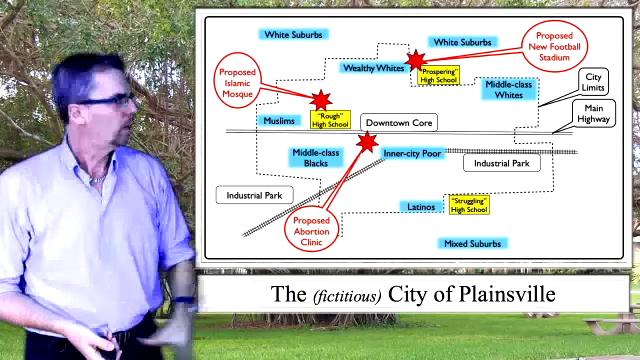 White Suburbs
White Suburbs
Proposed
New Football
Stadium
Wealthy Whites
Proposed
Islamic
Mosque
"Prospering"
High School
Middle-class
Whites
City
Limits
Main
Highway
Muslims
"Rough"
High School
Downtown Core
Middle-class
Blacks
Inner-city Poor
Industrial Park
Industrial Park
Proposed
Abortion
Clinic
Latinos
"Struggling"
High School
Mixed Suburbs
The (fictitious) City of Plainsville